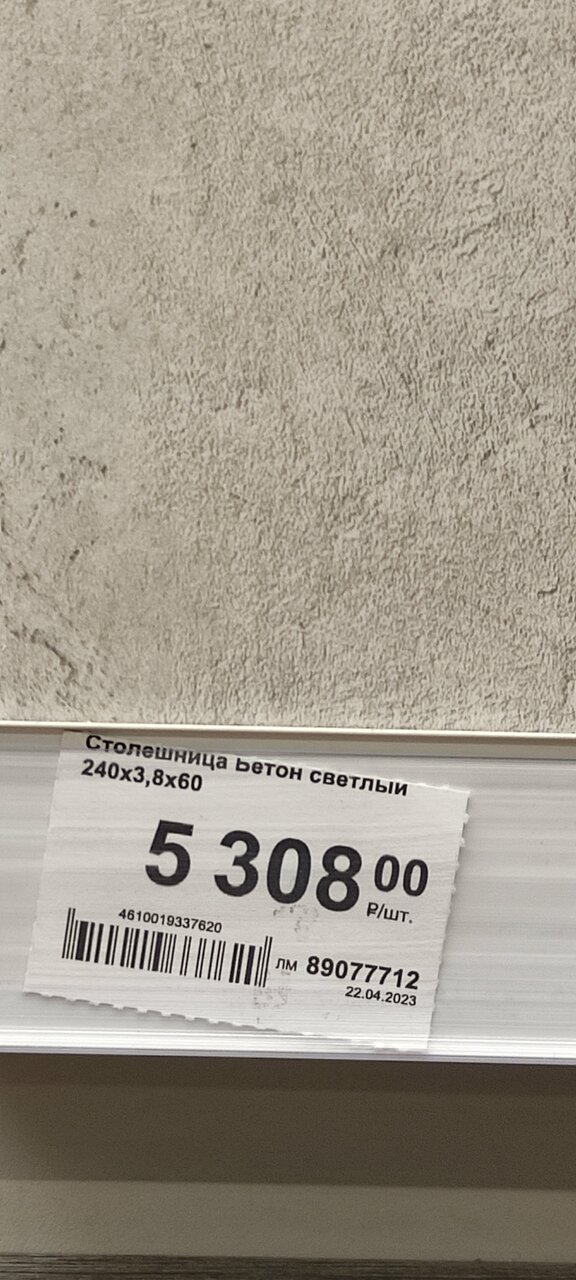 Столешница Бетон светлый
240x3,8x60
5 308 00
₽/шт.
4610019337620
лм 89077712
22.04.2023